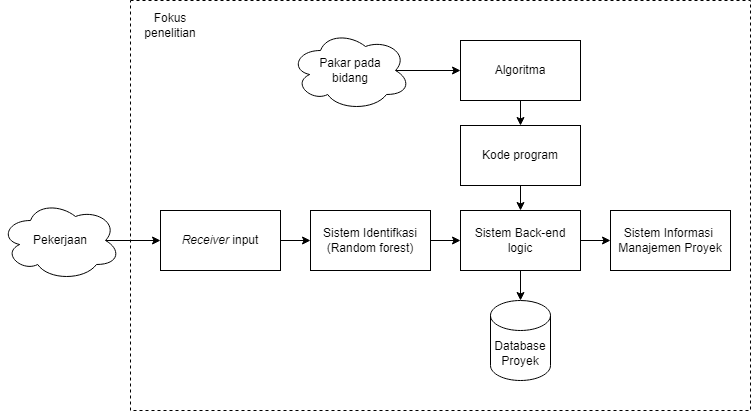 Fokus
penelitian
Pakar pada
bidang
Algoritma
Kode program
Pekerjaan
Receiver input
Sistem Identifkasi
(Random forest)
Sistem Back-end
logic
Sistem Informasi
Manajemen Proyek
Database
Proyek